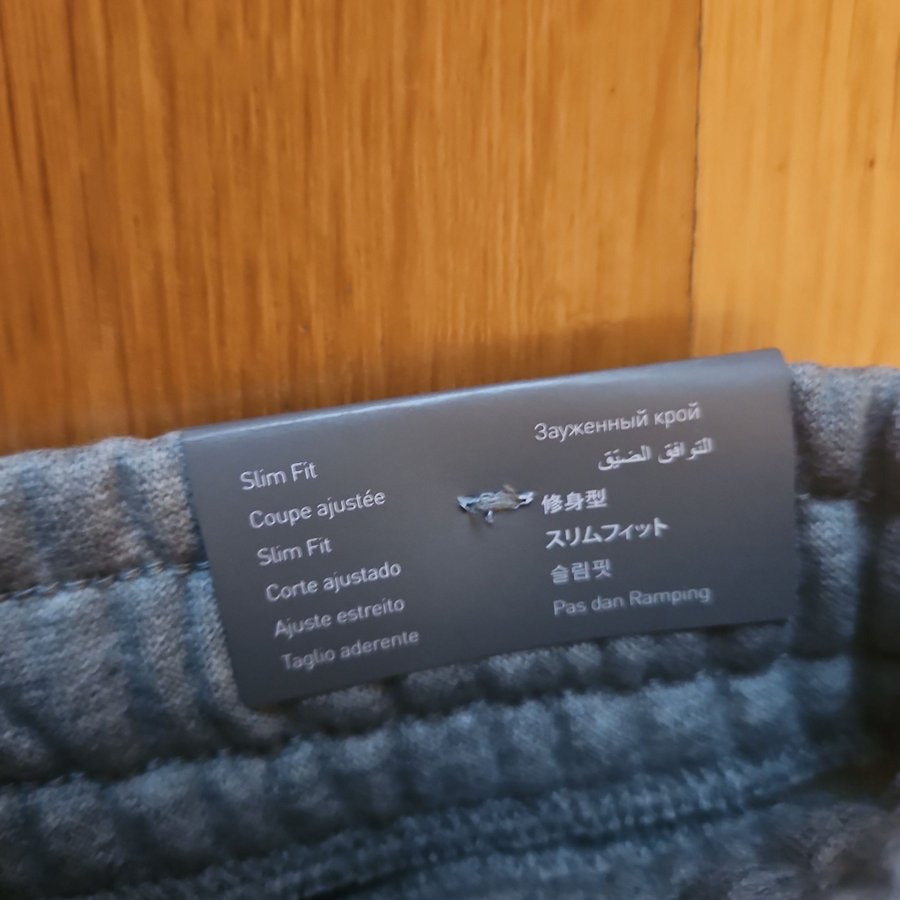 Slim Fit
Coupe ajustée
Slim Fit
Corte ajustado
Ajuste estreito
Taglio aderente
Зауженный крой
التوافق الضيّق
修身型
スリムフィット
슬림핏
Pas dan Ramping